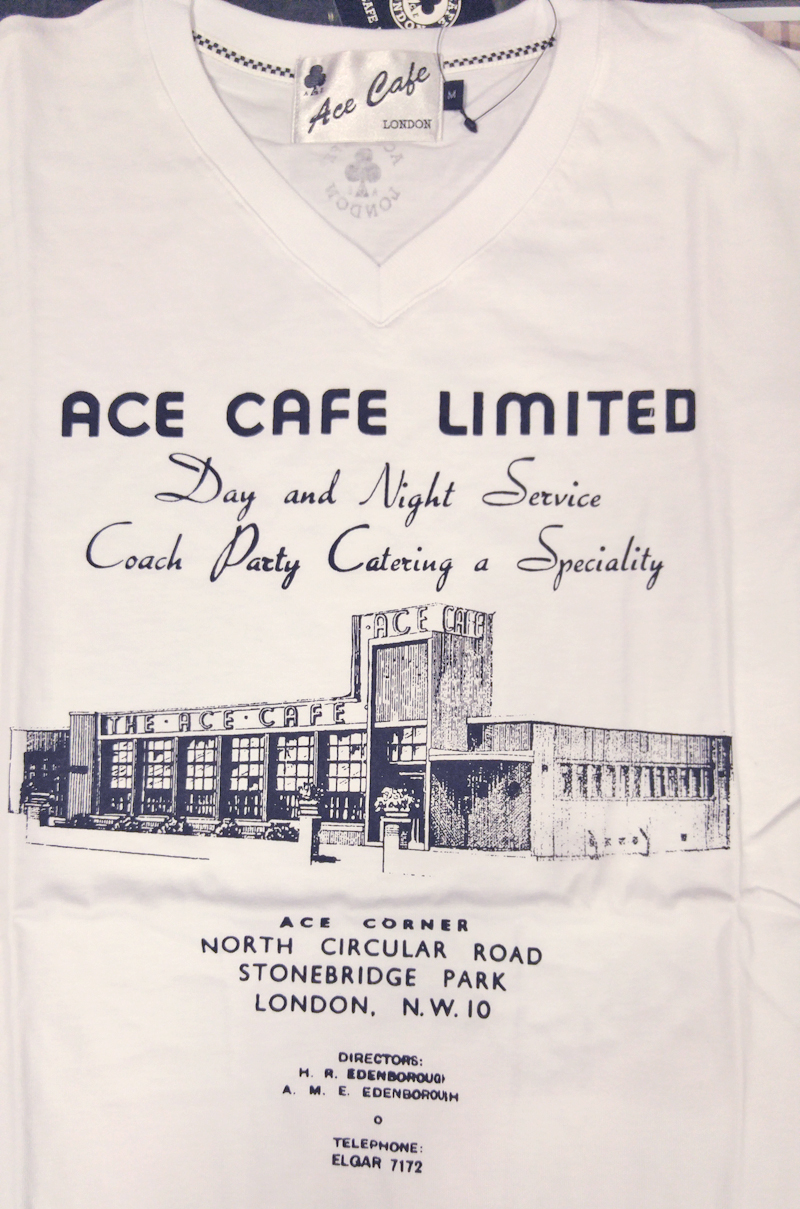 Ace Cafe
LONDON
M
LONDON
ACE CAFE LIMITED
Day and Night Service
Coach Party Catering a Speciality
ACE CAFE
THE · ACE · CAFE
ACE CORNER
NORTH CIRCULAR ROAD
STONEBRIDGE PARK
LONDON, N.W.10
DIRECTORS:
H. R. EDENBOROUGH
A. M. E. EDENBOROUGH
O
TELEPHONE:
ELGAR 7172